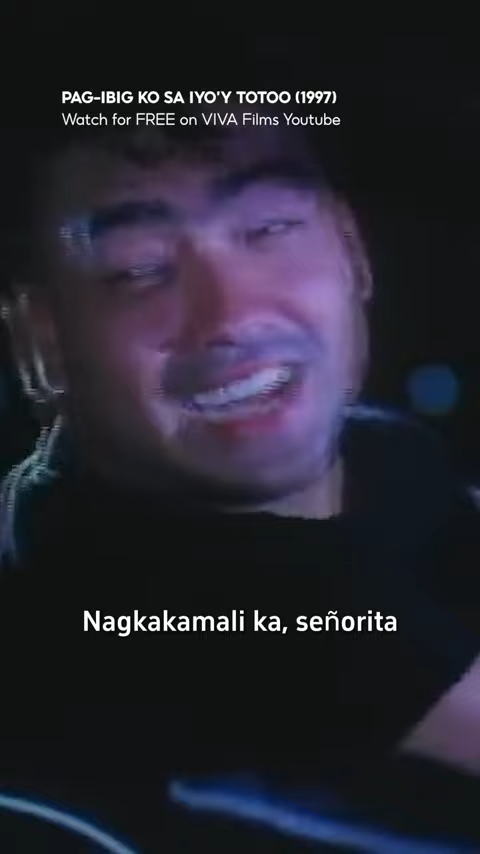 PAG-IBIG KO SA IYO'Y TOTOO (1997)
Watch for FREE on VIVA Films Youtube
Nagkakamali ka, señorita